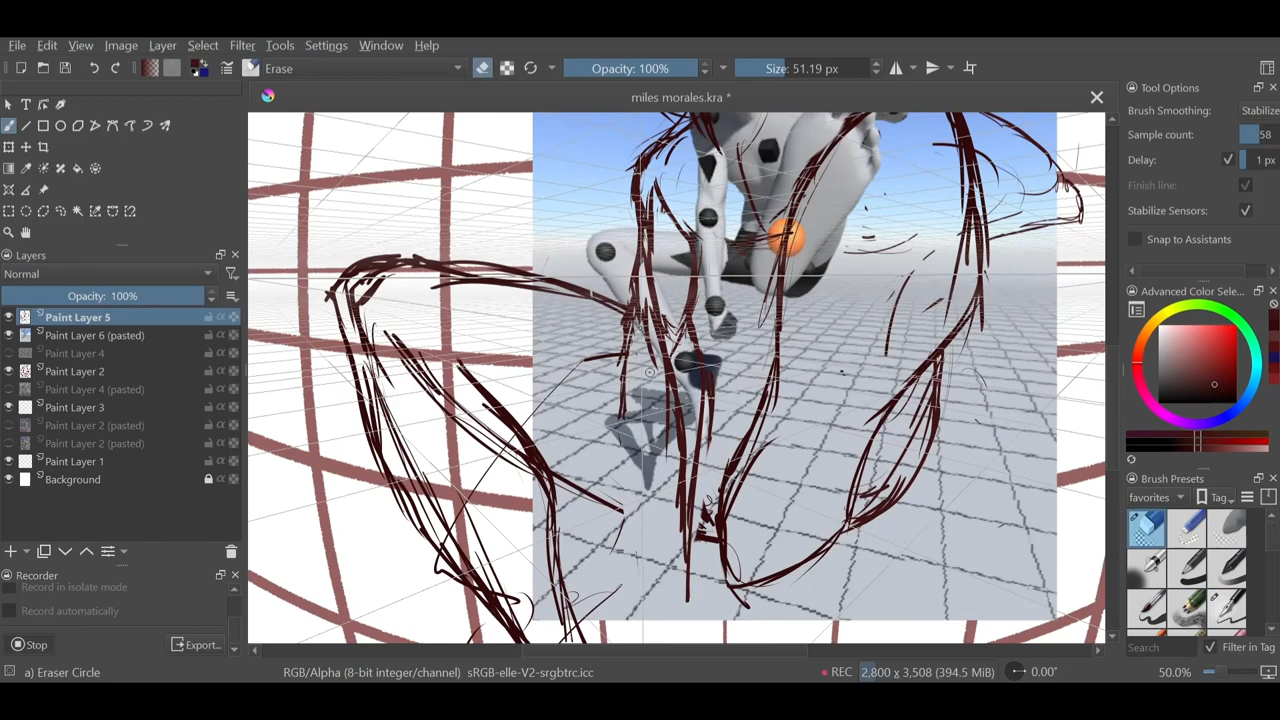 File Edit View Image Layer Select Filter Tools Settings Window Help
Erase Opacity: 100% Size: 51.19 px
miles morales.kra *
Tool Options
Brush Smoothing: Stabilize
Sample count: 58
Delay: 1 px
Finish line:
Stabilize Sensors:
Snap to Assistants
Layers
Normal
Opacity: 100%
Paint Layer 5
Paint Layer 6 (pasted)
Paint Layer 4
Paint Layer 2
Paint Layer 4 (pasted)
Paint Layer 3
Paint Layer 2 (pasted)
Paint Layer 2 (pasted)
Paint Layer 1
Background
Advanced Color Sele...
Brush Presets
favorites Tag
Search Filter in Tag
Recorder
Record in isolate mode
Record automatically
Stop Export...
a) Eraser Circle RGB/Alpha (8-bit integer/channel) sRGB-elle-V2-srgbtrc.icc REC 2,800 x 3,508 (394.5 MiB) 0.00° 50.0%